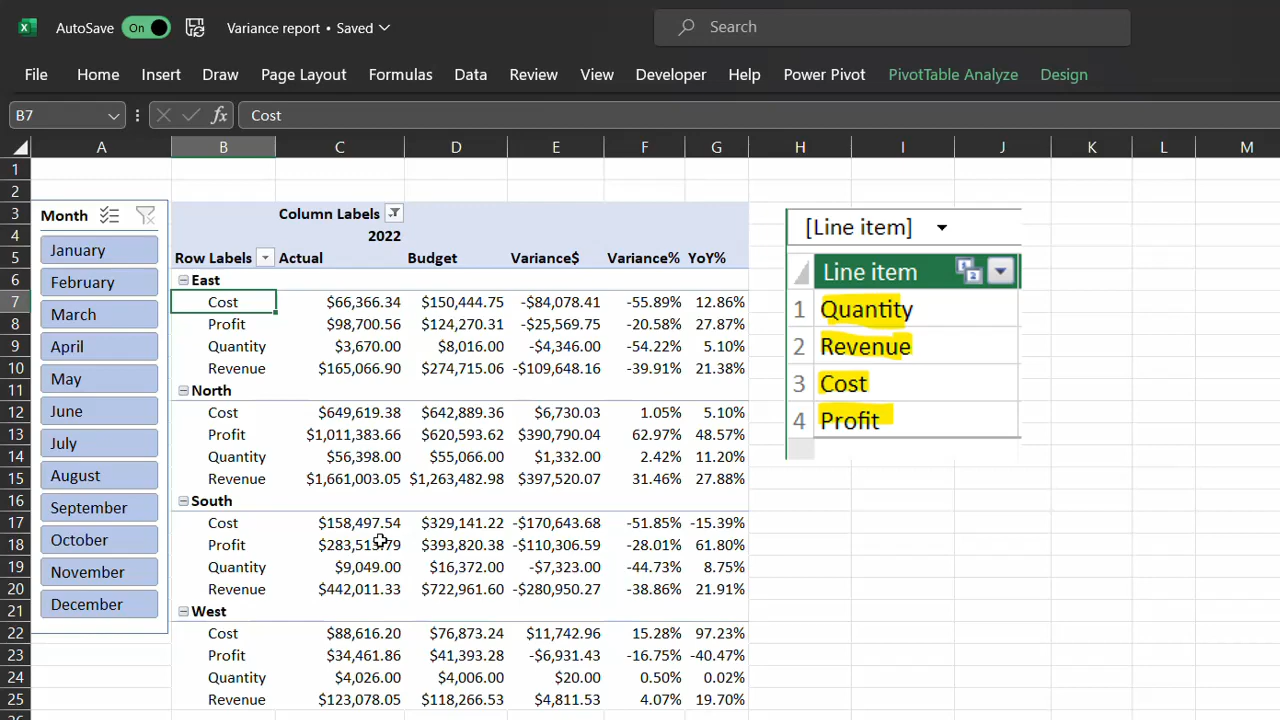 AutoSave On Variance report • Saved Search
File Home Insert Draw Page Layout Formulas Data Review View Developer Help Power Pivot PivotTable Analyze Design
B7 fx Cost
A B C D E F G H I J K L M
1
2
3 Column Labels
4 2022
5 Row Labels Actual Budget Variance$ Variance% YoY%
6 East
7 Cost $66,366.34 $150,444.75 -$84,078.41 -55.89% 12.86%
8 Profit $98,700.56 $124,270.31 -$25,569.75 -20.58% 27.87%
9 Quantity $3,670.00 $8,016.00 -$4,346.00 -54.22% 5.10%
10 Revenue $165,066.90 $274,715.06 -$109,648.16 -39.91% 21.38%
11 North
12 Cost $649,619.38 $642,889.36 $6,730.03 1.05% 5.10%
13 Profit $1,011,383.66 $620,593.62 $390,790.04 62.97% 48.57%
14 Quantity $56,398.00 $55,066.00 $1,332.00 2.42% 11.20%
15 Revenue $1,661,003.05 $1,263,482.98 $397,520.07 31.46% 27.88%
16 South
17 Cost $158,497.54 $329,141.22 -$170,643.68 -51.85% -15.39%
18 Profit $283,513.79 $393,820.38 -$110,306.59 -28.01% 61.80%
19 Quantity $9,049.00 $16,372.00 -$7,323.00 -44.73% 8.75%
20 Revenue $442,011.33 $722,961.60 -$280,950.27 -38.86% 21.91%
21 West
22 Cost $88,616.20 $76,873.24 $11,742.96 15.28% 97.23%
23 Profit $34,461.86 $41,393.28 -$6,931.43 -16.75% -40.47%
24 Quantity $4,026.00 $4,006.00 $20.00 0.50% 0.02%
25 Revenue $123,078.05 $118,266.53 $4,811.53 4.07% 19.70%
Month
January
February
March
April
May
June
July
August
September
October
November
December
[Line item]
Line item
1 Quantity
2 Revenue
3 Cost
4 Profit